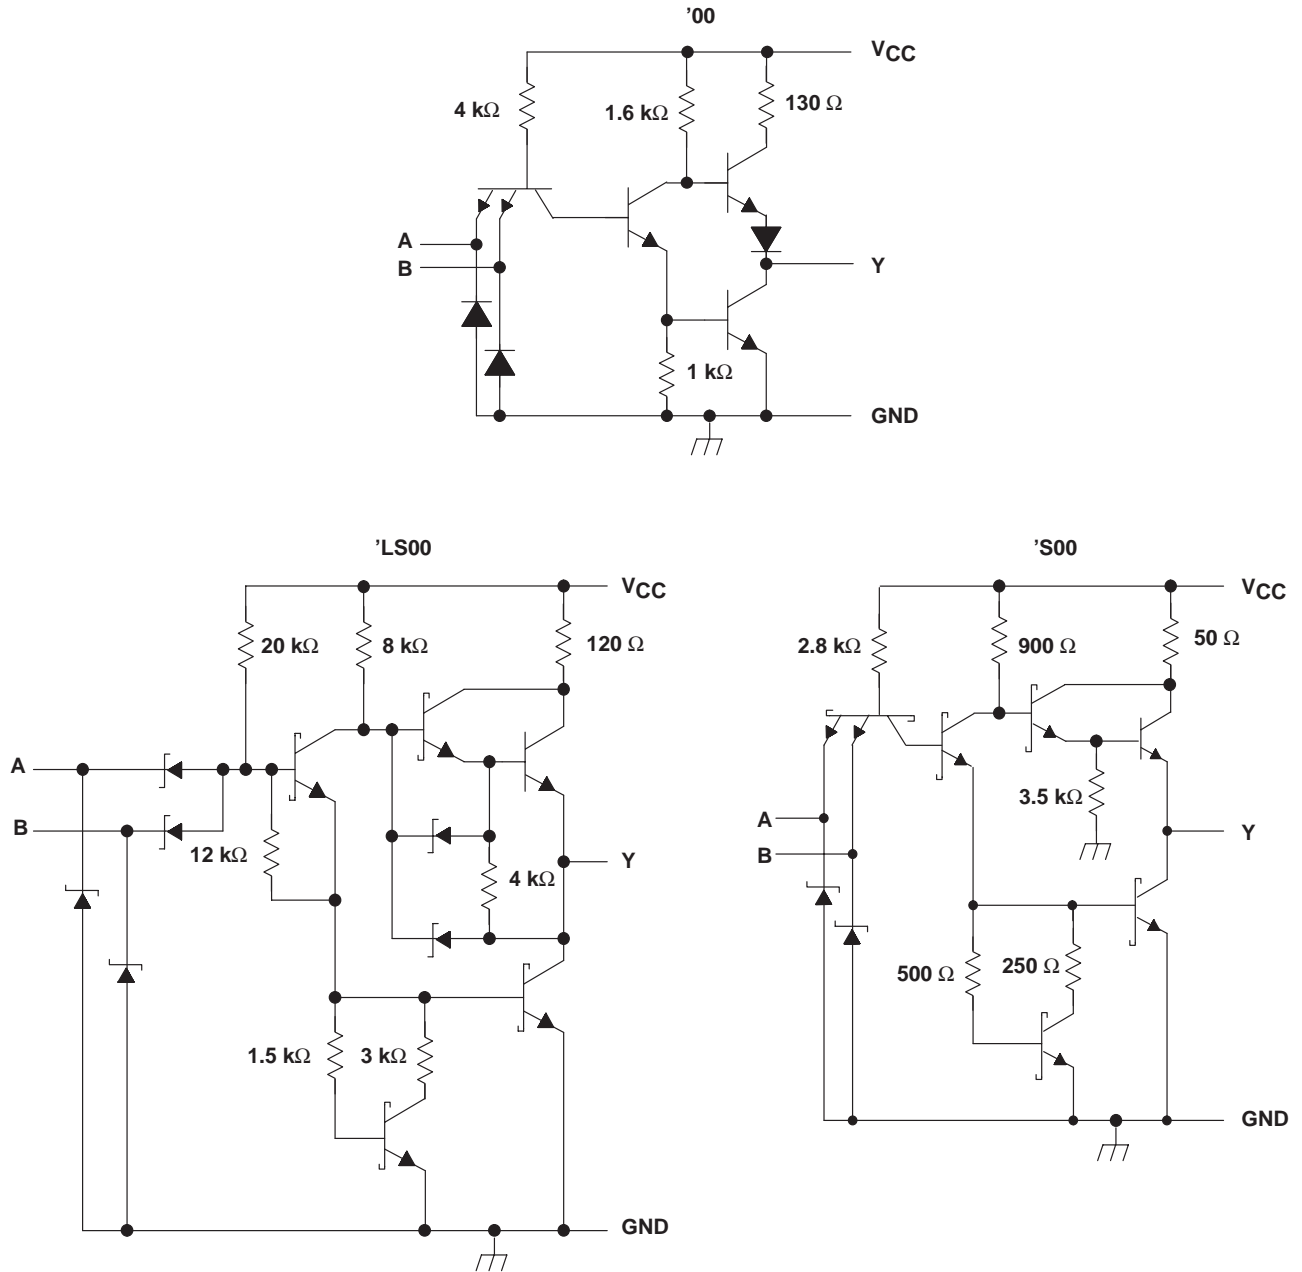 ’00
VCC
4 kΩ
1.6 kΩ
130 Ω
A
B
Y
1 kΩ
GND
’LS00
VCC
20 kΩ
8 kΩ
120 Ω
A
B
12 kΩ
Y
4 kΩ
1.5 kΩ
3 kΩ
GND
’S00
VCC
2.8 kΩ
900 Ω
50 Ω
3.5 kΩ
A
B
Y
500 Ω
250 Ω
GND